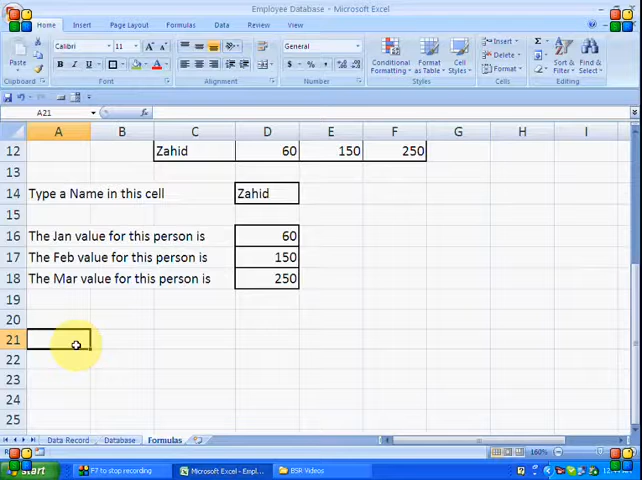 Employee Database - Microsoft Excel
Home Insert Page Layout Formulas Data Review View
Calibri 11 General Insert
Delete
Format
Paste B I U $ % , Conditional Formatting Format as Table Cell Styles Σ Sort & Filter Find & Select
Clipboard Font Alignment Number Styles Cells Editing
A21 fx
A B C D E F G H I
12 Zahid 60 150 250
13
14 Type a Name in this cell Zahid
15
16 The Jan value for this person is 60
17 The Feb value for this person is 150
18 The Mar value for this person is 250
19
20
21
22
23
24
25
Data Record Database Formulas
160%
start F7 to stop recording Microsoft Excel - Empl... BSR Videos